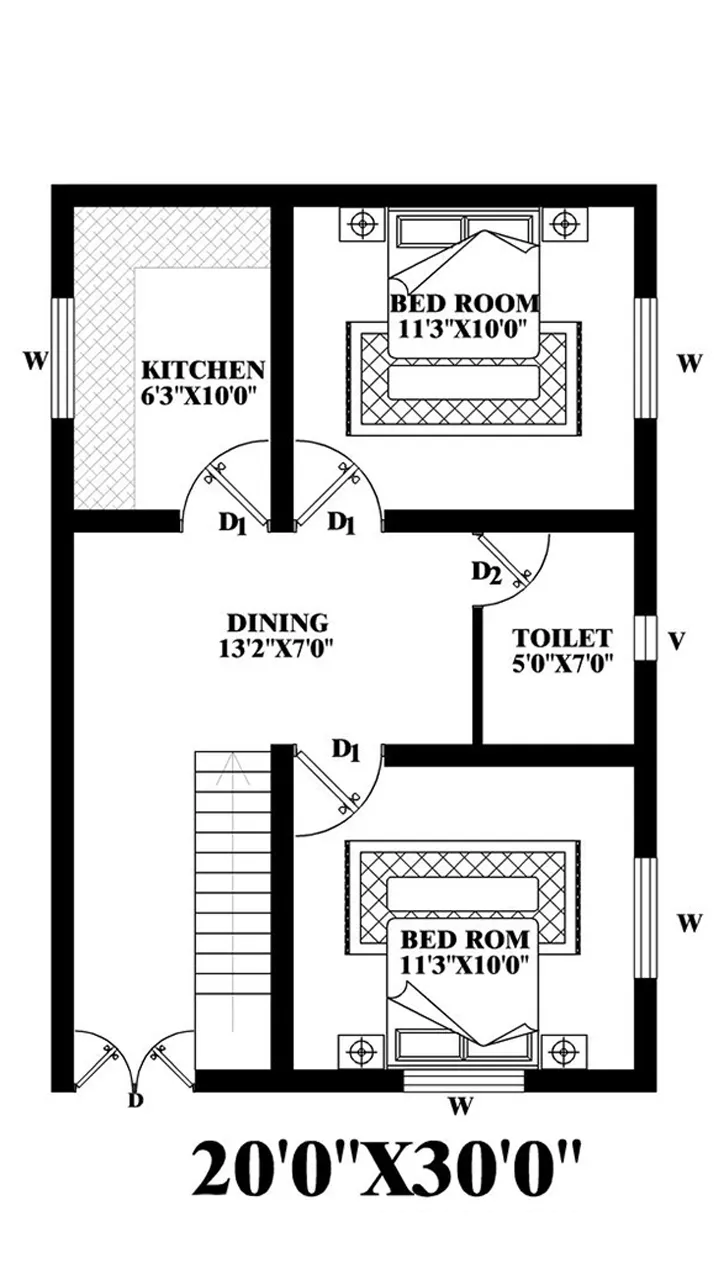 BED ROOM
11'3"X10'0"
W
W
KITCHEN
6'3"X10'0"
D1
D1
D2
DINING
13'2"X7'0"
TOILET
5'0"X7'0"
V
D1
W
BED ROM
11'3"X10'0"
D
W
20'0"X30'0"